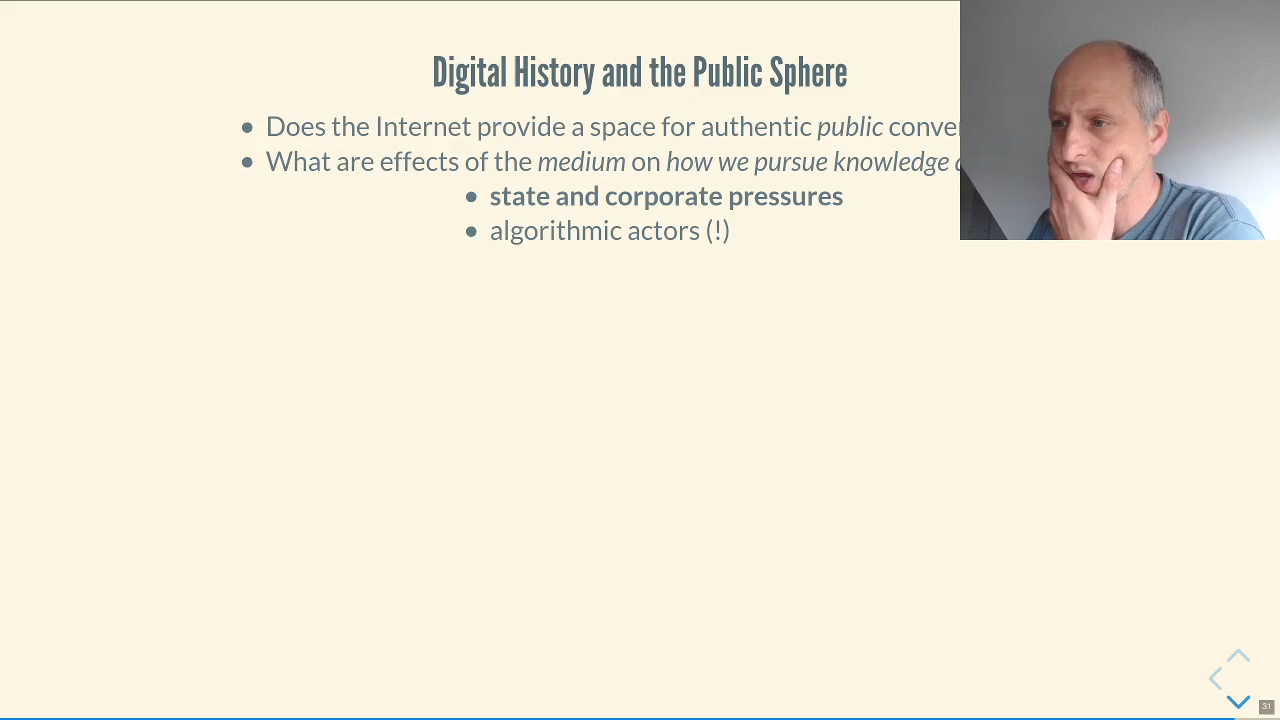 Digital History and the Public Sphere
• Does the Internet provide a space for authentic public
• What are effects of the medium on how we pursue knowledge
• state and corporate pressures
• algorithmic actors (!)
31